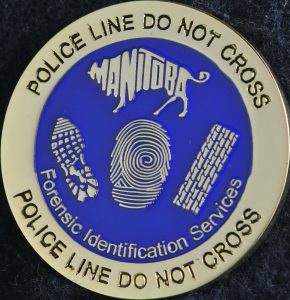 POLICE LINE DO NOT CROSS
MANITOBA
Forensic Identification Services
POLICE LINE DO NOT CROSS